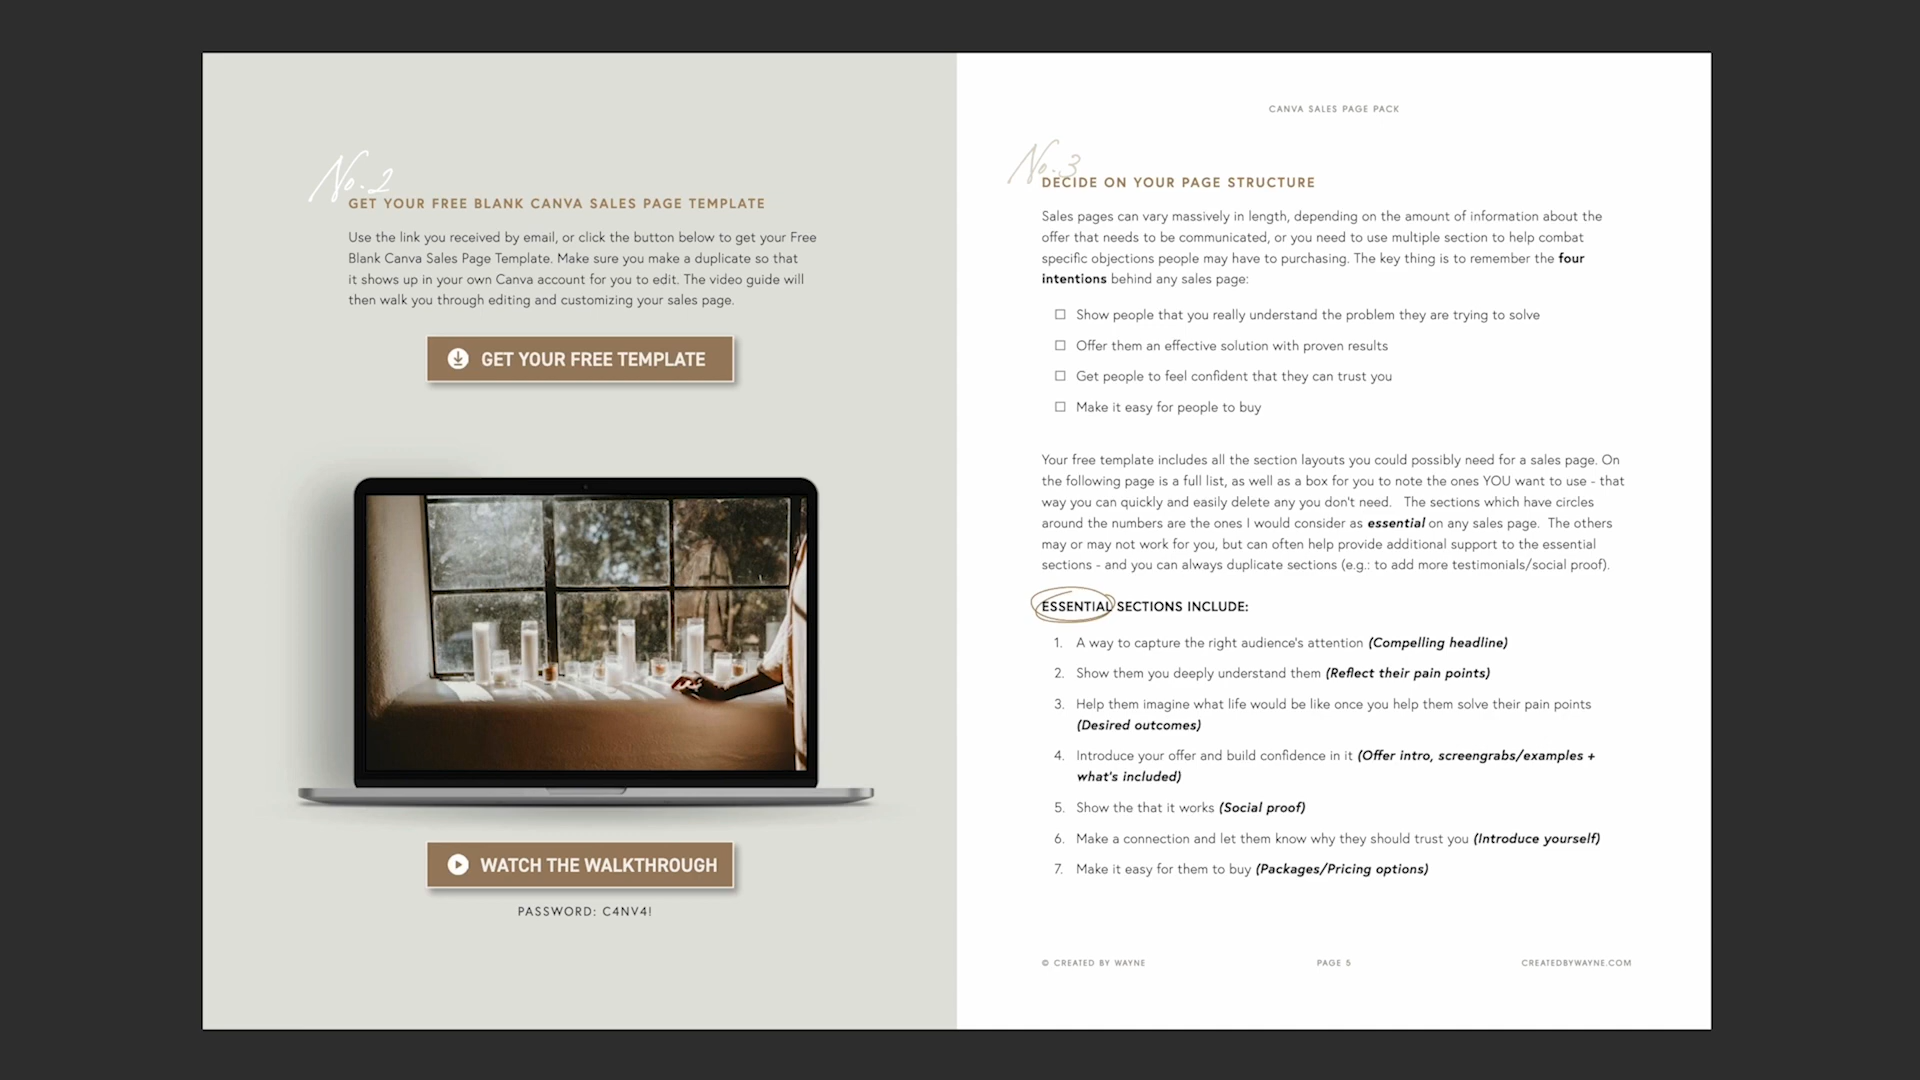 No. 2
GET YOUR FREE BLANK CANVA SALES PAGE TEMPLATE
Use the link you received by email, or click the button below to get your Free
Blank Canva Sales Page Template. Make sure you make a duplicate so that
it shows up in your own Canva account for you to edit. The video guide will
then walk you through editing and customizing your sales page.
GET YOUR FREE TEMPLATE
WATCH THE WALKTHROUGH
PASSWORD: C4NV4!
CANVA SALES PAGE PACK
No. 3
DECIDE ON YOUR PAGE STRUCTURE
Sales pages can vary massively in length, depending on the amount of information about the
offer that needs to be communicated, or you need to use multiple section to help combat
specific objections people may have to purchasing. The key thing is to remember the four
intentions behind any sales page:
Show people that you really understand the problem they are trying to solve
Offer them an effective solution with proven results
Get people to feel confident that they can trust you
Make it easy for people to buy
Your free template includes all the section layouts you could possibly need for a sales page. On
the following page is a full list, as well as a box for you to note the ones YOU want to use - that
way you can quickly and easily delete any you don't need. The sections which have circles
around the numbers are the ones I would consider as essential on any sales page. The others
may or may not work for you, but can often help provide additional support to the essential
sections - and you can always duplicate sections (e.g.: to add more testimonials/social proof).
ESSENTIAL SECTIONS INCLUDE:
1. A way to capture the right audience's attention (Compelling headline)
2. Show them you deeply understand them (Reflect their pain points)
3. Help them imagine what life would be like once you help them solve their pain points
(Desired outcomes)
4. Introduce your offer and build confidence in it (Offer intro, screengrabs/examples +
what's included)
5. Show the that it works (Social proof)
6. Make a connection and let them know why they should trust you (Introduce yourself)
7. Make it easy for them to buy (Packages/Pricing options)
© CREATED BY WAYNE
PAGE 5
CREATEDBYWAYNE.COM